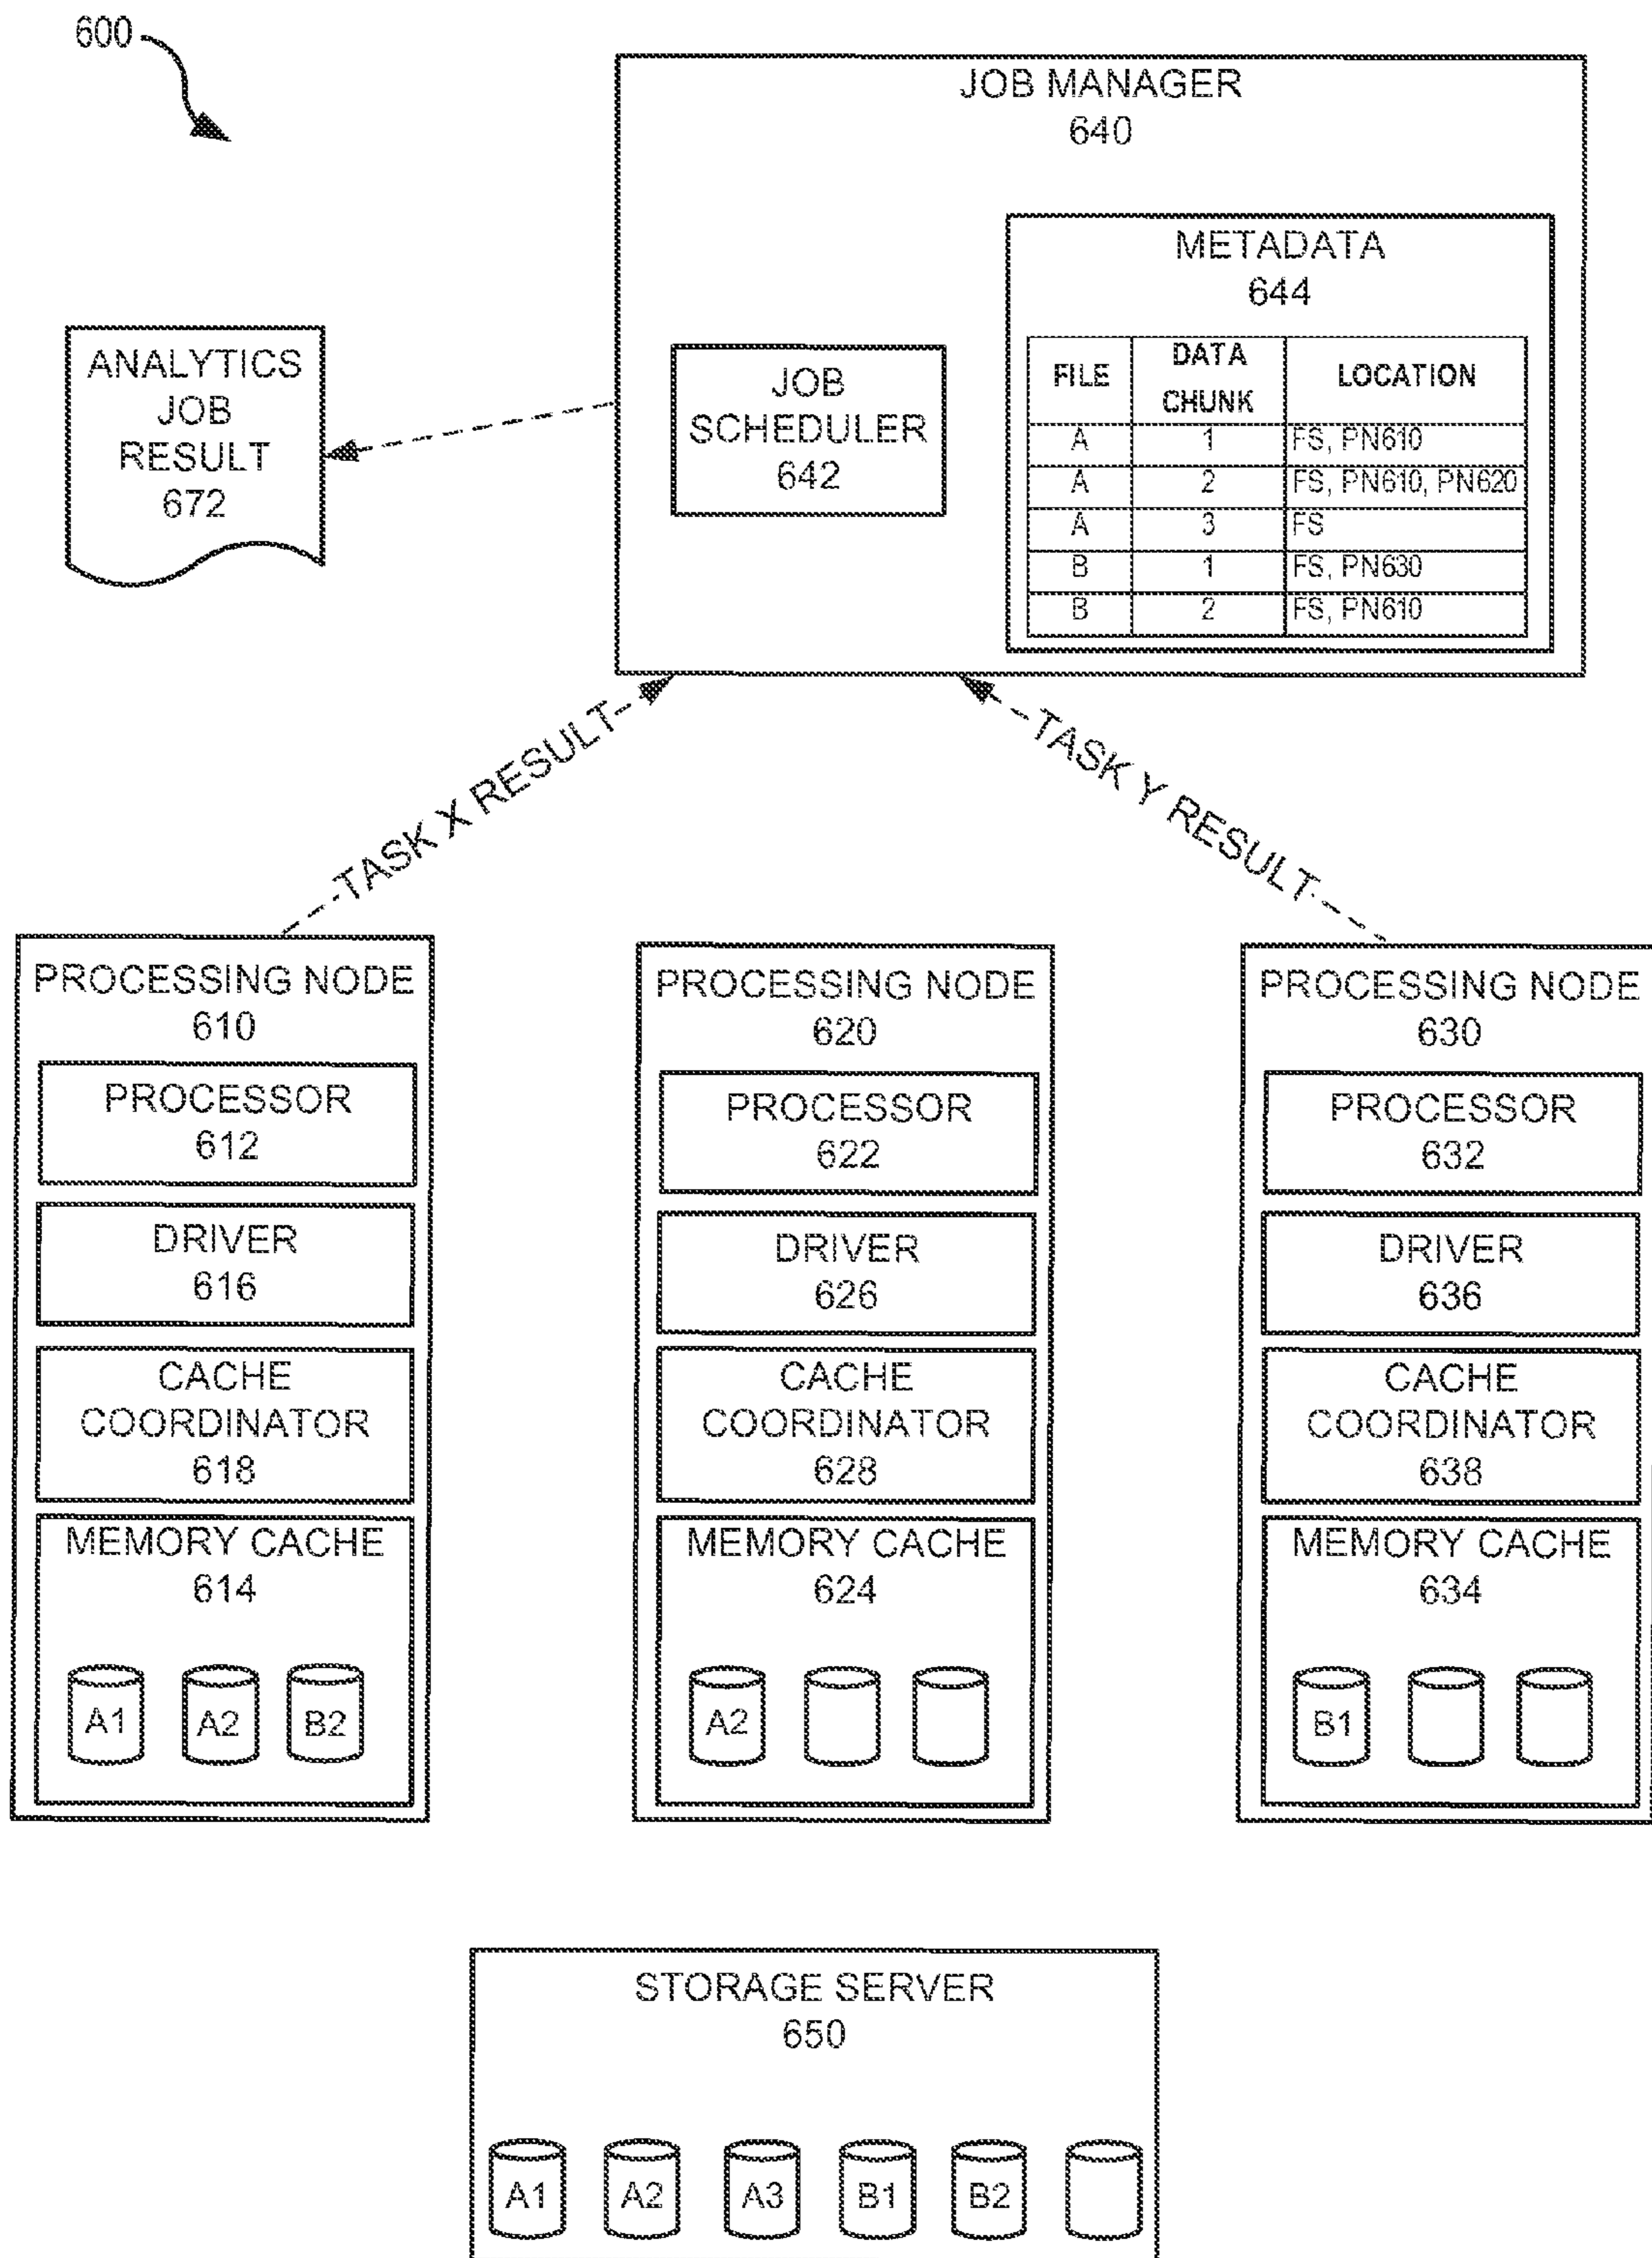 600
JOB MANAGER
640
METADATA
644
FILE DATA CHUNK LOCATION
A 1 FS, PN610
A 2 FS, PN610, PN620
A 3 FS
B 1 FS, PN630
B 2 FS, PN610
JOB
SCHEDULER
642
ANALYTICS
JOB
RESULT
672
TASK X RESULT
TASK Y RESULT
PROCESSING NODE
610
PROCESSOR
612
DRIVER
616
CACHE
COORDINATOR
618
MEMORY CACHE
614
A1 A2 B2
PROCESSING NODE
620
PROCESSOR
622
DRIVER
626
CACHE
COORDINATOR
628
MEMORY CACHE
624
A2
PROCESSING NODE
630
PROCESSOR
632
DRIVER
636
CACHE
COORDINATOR
638
MEMORY CACHE
634
B1
STORAGE SERVER
650
A1 A2 A3 B1 B2